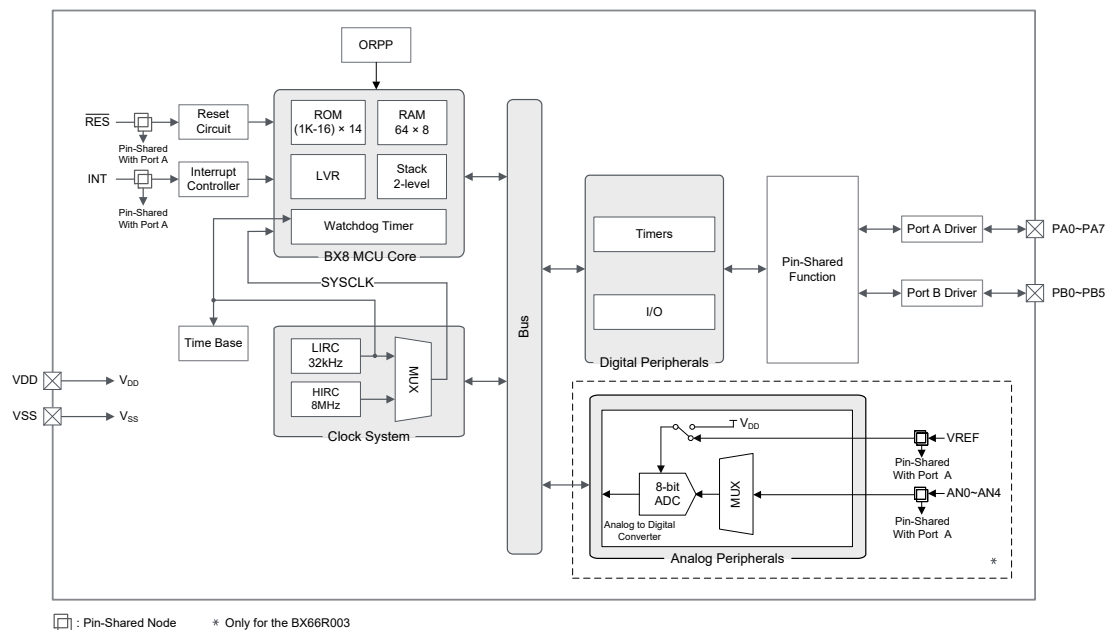 ORPP
RES
Pin-Shared
With Port A
Reset
Circuit
INT
Pin-Shared
With Port A
Interrupt
Controller
ROM
(1K-16) × 14
RAM
64 × 8
LVR
Stack
2-level
Watchdog Timer
BX8 MCU Core
SYSCLK
Time Base
LIRC
32kHz
HIRC
8MHz
MUX
Clock System
VDD
VDD
VSS
VSS
Bus
Timers
I/O
Digital Peripherals
Pin-Shared
Function
Port A Driver
PA0~PA7
Port B Driver
PB0~PB5
VDD
VREF
Pin-Shared
With Port A
8-bit
ADC
MUX
AN0~AN4
Pin-Shared
With Port A
Analog to Digital
Converter
Analog Peripherals
*
: Pin-Shared Node
* Only for the BX66R003